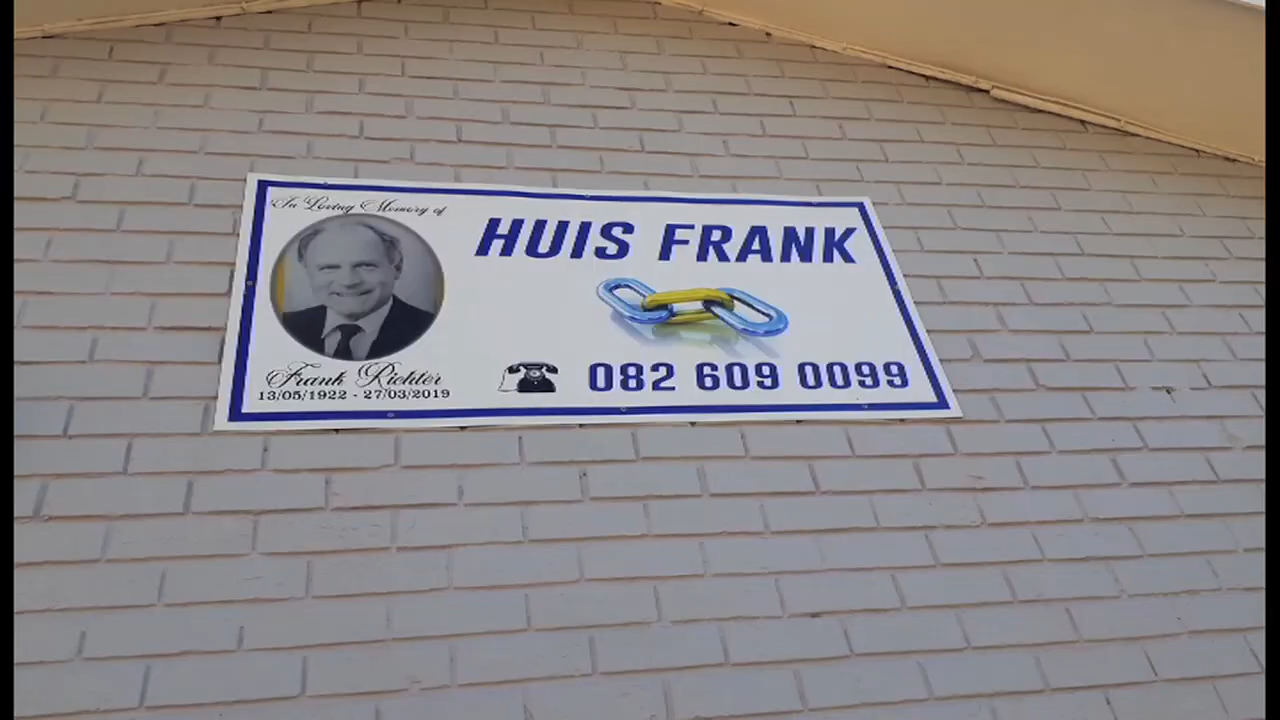 In Loving Memory of
HUIS FRANK
Frank Richter
13/05/1922 - 27/03/2019
082 609 0099